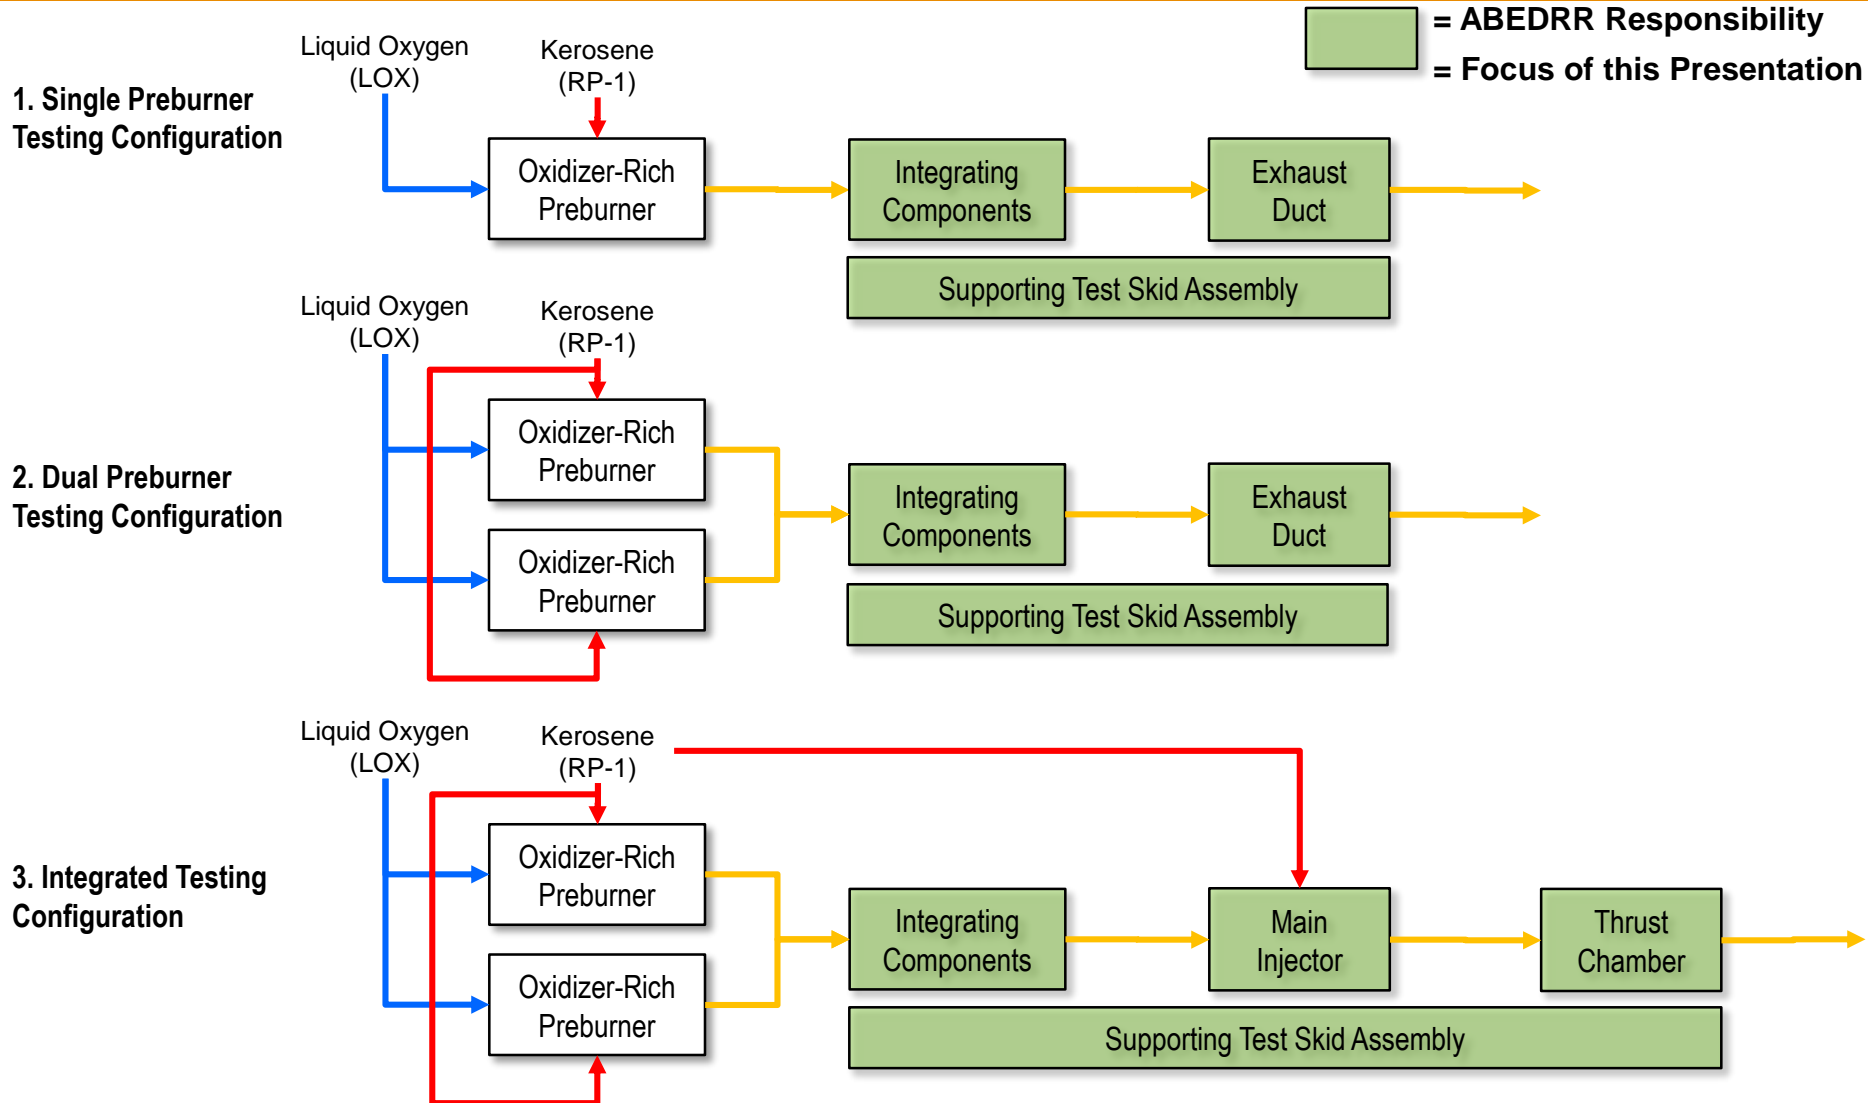 = ABEDRR Responsibility
= Focus of this Presentation
1. Single Preburner
Testing Configuration
Liquid Oxygen
(LOX)
Kerosene
(RP-1)
Oxidizer-Rich
Preburner
Integrating
Components
Exhaust
Duct
Supporting Test Skid Assembly
2. Dual Preburner
Testing Configuration
Liquid Oxygen
(LOX)
Kerosene
(RP-1)
Oxidizer-Rich
Preburner
Oxidizer-Rich
Preburner
Integrating
Components
Exhaust
Duct
Supporting Test Skid Assembly
3. Integrated Testing
Configuration
Liquid Oxygen
(LOX)
Kerosene
(RP-1)
Oxidizer-Rich
Preburner
Oxidizer-Rich
Preburner
Integrating
Components
Main
Injector
Thrust
Chamber
Supporting Test Skid Assembly